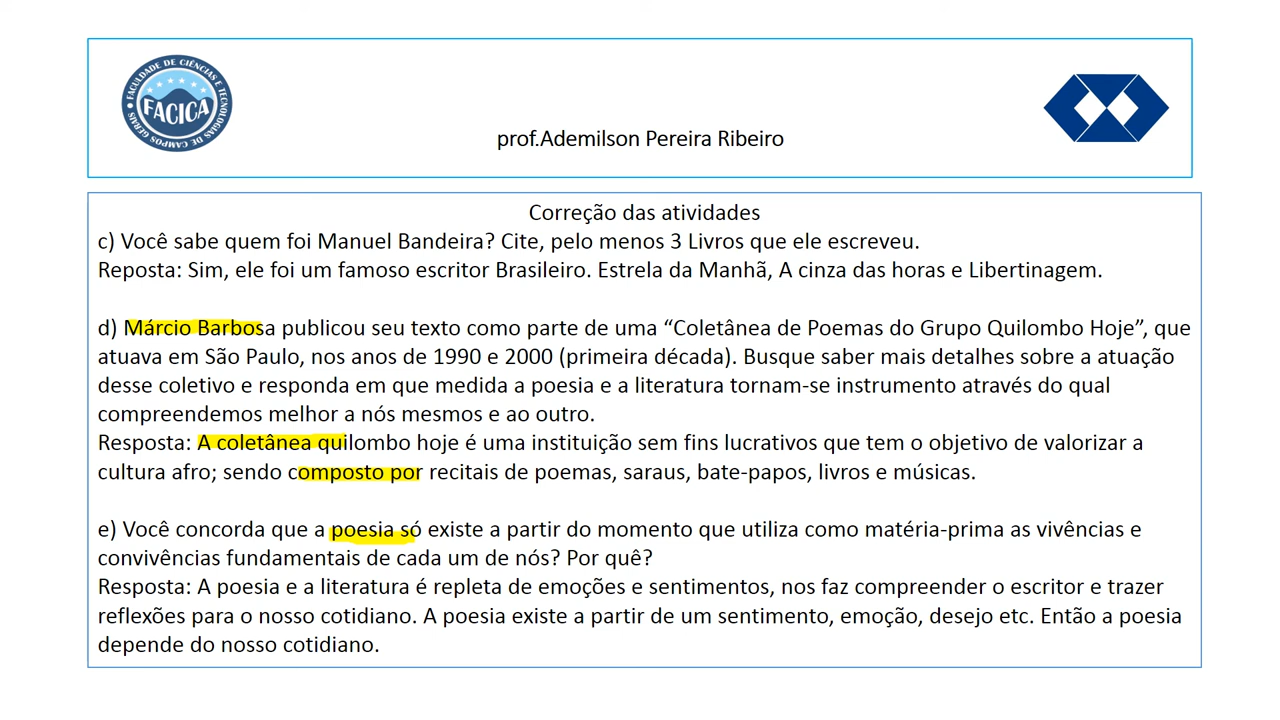 FACULDADE DE CIÊNCIAS E TECNOLOGIAS DE CAMPOS GERAIS
FACICA
prof.Ademilson Pereira Ribeiro
Correção das atividades
c) Você sabe quem foi Manuel Bandeira? Cite, pelo menos 3 Livros que ele escreveu.
Reposta: Sim, ele foi um famoso escritor Brasileiro. Estrela da Manhã, A cinza das horas e Libertinagem.
d) Márcio Barbosa publicou seu texto como parte de uma “Coletânea de Poemas do Grupo Quilombo Hoje”, que
atuava em São Paulo, nos anos de 1990 e 2000 (primeira década). Busque saber mais detalhes sobre a atuação
desse coletivo e responda em que medida a poesia e a literatura tornam-se instrumento através do qual
compreendemos melhor a nós mesmos e ao outro.
Resposta: A coletânea quilombo hoje é uma instituição sem fins lucrativos que tem o objetivo de valorizar a
cultura afro; sendo composto por recitais de poemas, saraus, bate-papos, livros e músicas.
e) Você concorda que a poesia só existe a partir do momento que utiliza como matéria-prima as vivências e
convivências fundamentais de cada um de nós? Por quê?
Resposta: A poesia e a literatura é repleta de emoções e sentimentos, nos faz compreender o escritor e trazer
reflexões para o nosso cotidiano. A poesia existe a partir de um sentimento, emoção, desejo etc. Então a poesia
depende do nosso cotidiano.